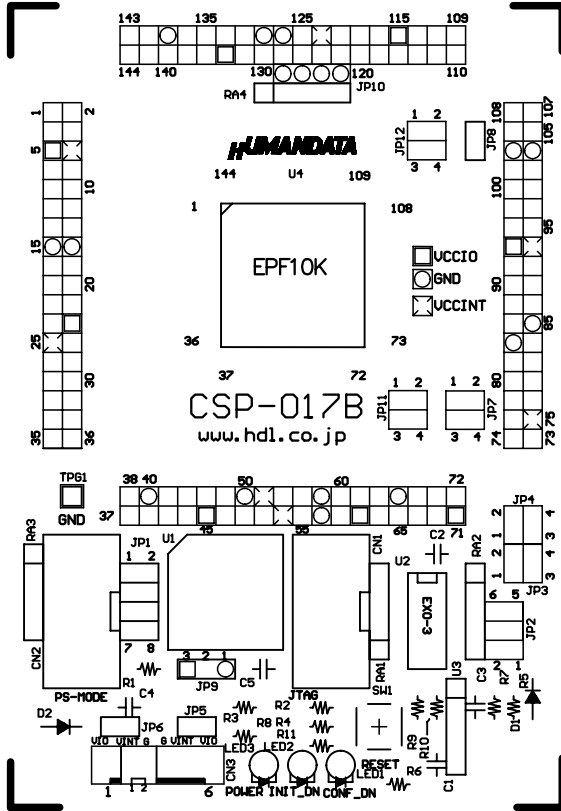 143 135 125 115 109
144 140 130 120 110
RA4 JP10
1 2
5
10
15
20
25
30
35 36
108 107
105
100
95
90
85
80
75
74 73
1 2
JP12 JP8
3 4
HUMANDATA
144 U4 109
1 108
EPF10K
VCCIO
GND
VCCINT
36 73
37 72
CSP-017B
www.hdl.co.jp
1 2 1 2
JP11 JP7
3 4 3 4
TPG1
GND
38 40 50 60 72
37 45 55 65 71
RA3 JP1 U1 CN1 U2 C2 RA2 JP4
1 2
2 4
1 3
2 4
1 3
JP3
EXO-3
6 5
JP2
2 1
7 8
CN2 RA1
3 2 1
JP9 C5
U3 C3 R7 R5
PS-MODE R1 C4 JTAG SW1
D2 JP6 JP5 R3 R2 R8 R4 R11 R9 R10 D1
VIO VINT G G VINT VIO
LED3 LED2 LED1
CN3 RESET R6 C1
1 1 2 6
POWER INIT_DN CONF_DN